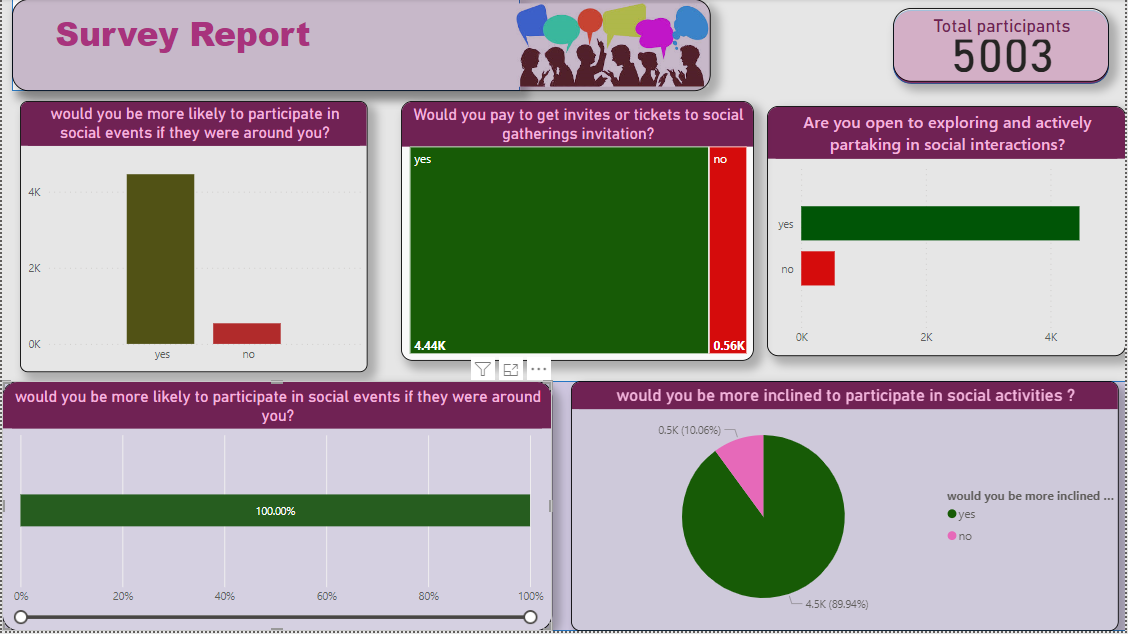 Survey Report
Total participants
5003
would you be more likely to participate in
social events if they were around you?
4K
2K
0K
yes
no
Would you pay to get invites or tickets to social
gatherings invitation?
yes
no
4.44K
0.56K
Are you open to exploring and actively
partaking in social interactions?
yes
no
0K
2K
4K
would you be more likely to participate in social events if they were around
you?
100.00%
0%
20%
40%
60%
80%
100%
would you be more inclined to participate in social activities ?
0.5K (10.06%)
4.5K (89.94%)
would you be more inclined ...
yes
no